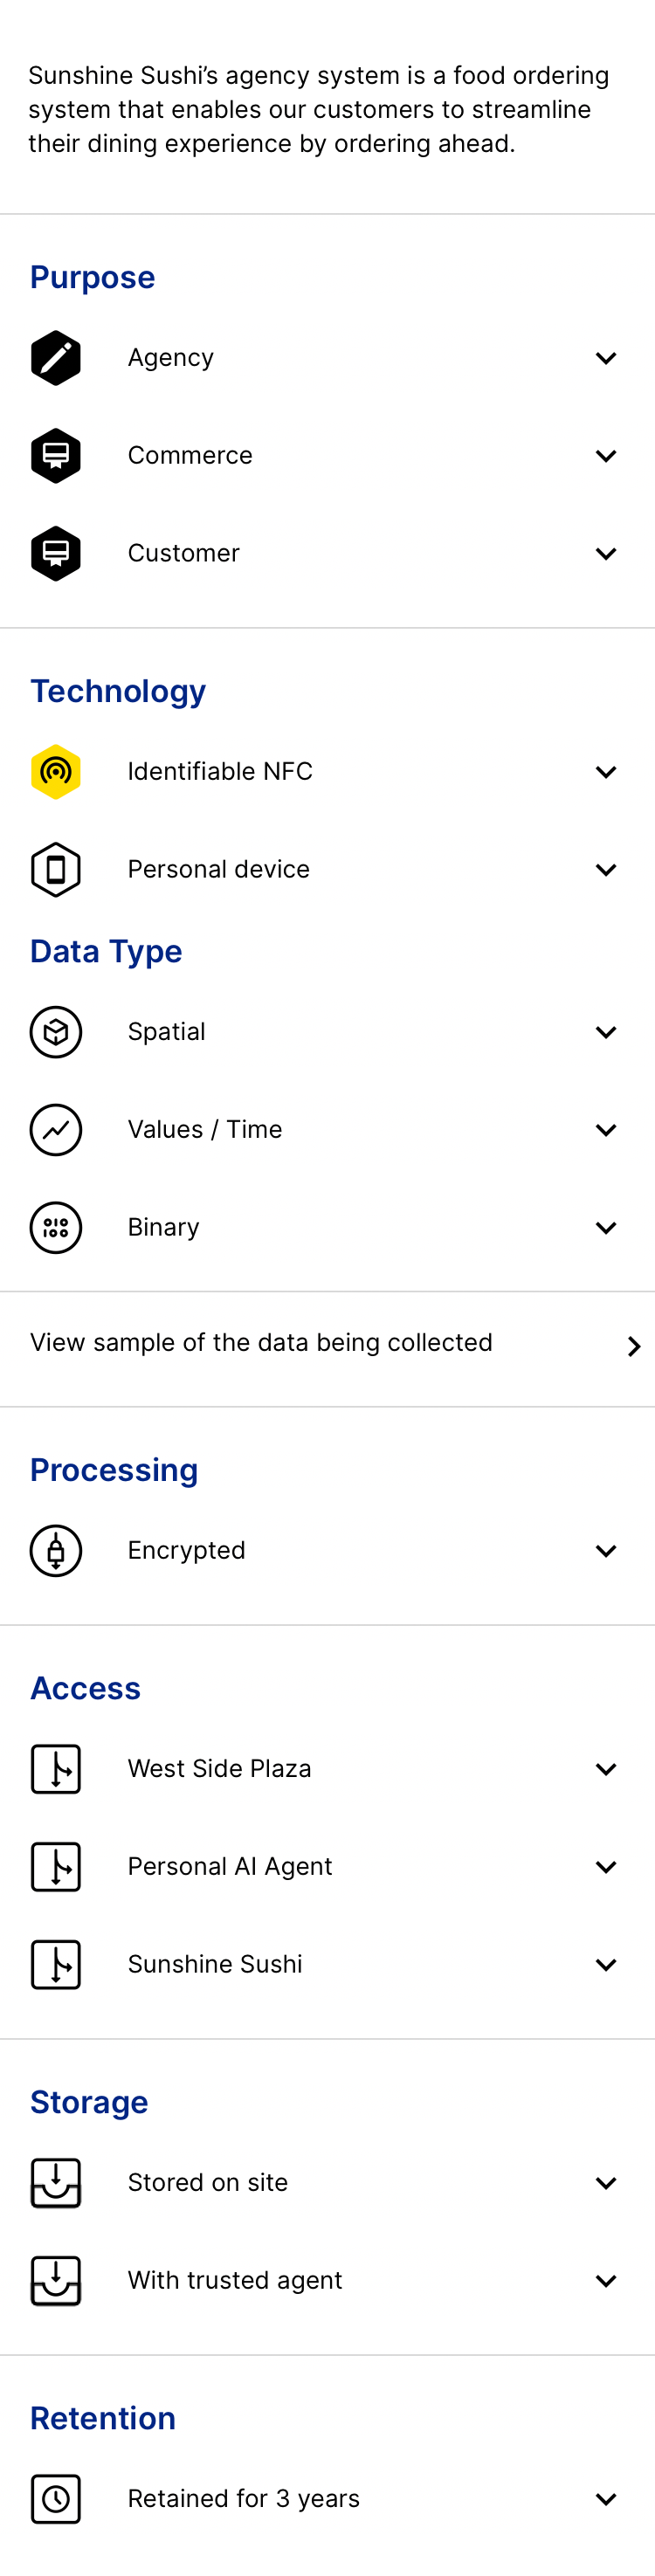 Sunshine Sushi’s agency system is a food ordering
system that enables our customers to streamline
their dining experience by ordering ahead.
Purpose
Agency
Commerce
Customer
Technology
Identifiable NFC
Personal device
Data Type
Spatial
Values / Time
Binary
View sample of the data being collected
Processing
Encrypted
Access
West Side Plaza
Personal AI Agent
Sunshine Sushi
Storage
Stored on site
With trusted agent
Retention
Retained for 3 years